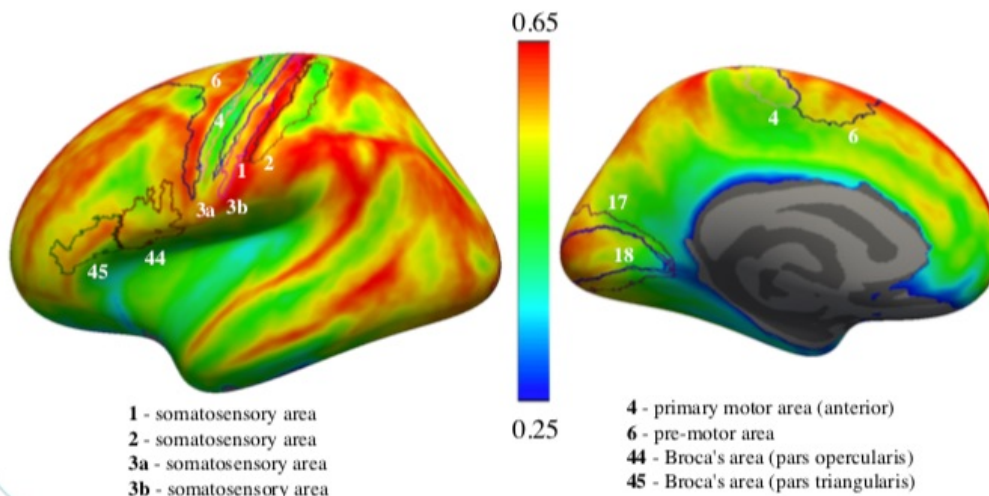 0.65
6
4
1
2
3a
3b
44
45
4
6
17
18
0.25
1 - somatosensory area
2 - somatosensory area
3a - somatosensory area
3b - somatosensory area
4 - primary motor area (anterior)
6 - pre-motor area
44 - Broca's area (pars opercularis)
45 - Broca's area (pars triangularis)